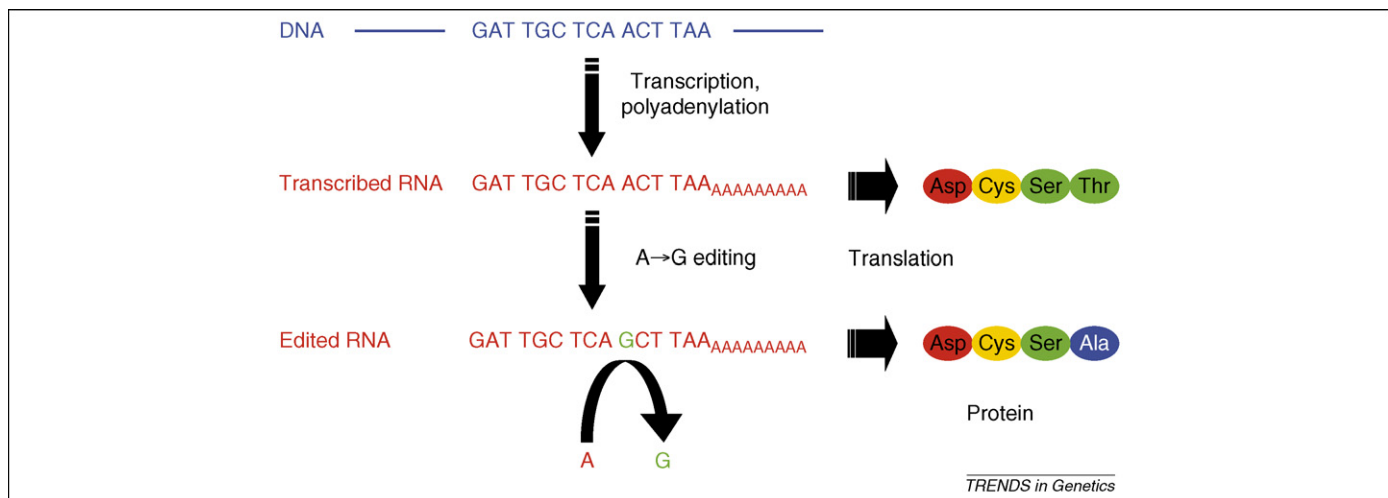 DNA GAT TGC TCA ACT TAA
Transcription,
polyadenylation
Transcribed RNA GAT TGC TCA ACT TAAAAAAAAAAA Asp Cys Ser Thr
A→G editing Translation
Edited RNA GAT TGC TCA GCT TAAAAAAAAAAA Asp Cys Ser Ala
Protein
A G
TRENDS in Genetics